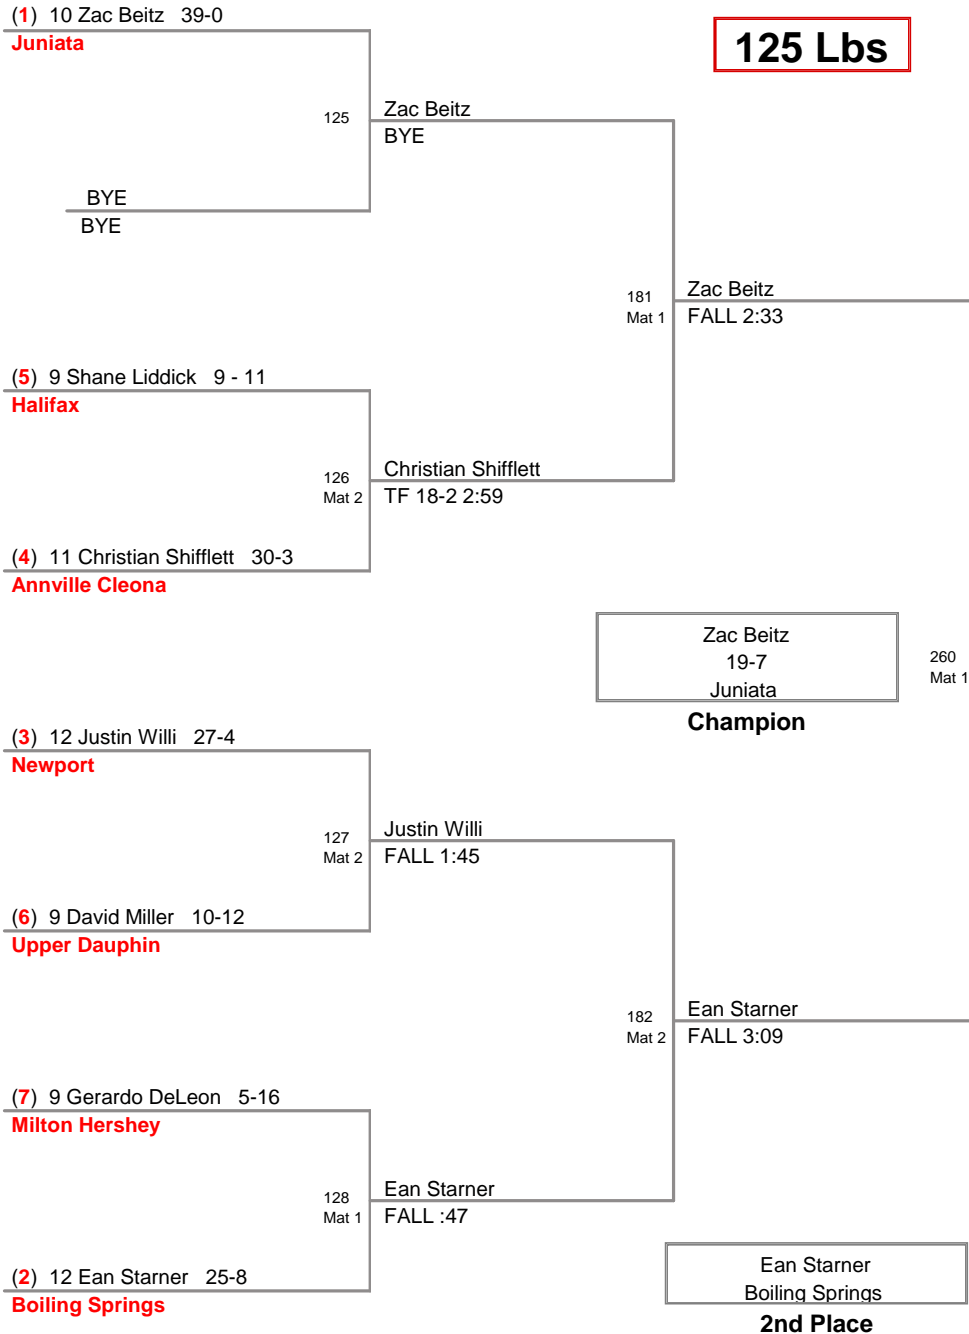 (1) 10 Zac Beitz 39-0
Juniata
125 Lbs
125
Zac Beitz
BYE
BYE
BYE
181
Mat 1
Zac Beitz
FALL 2:33
(5) 9 Shane Liddick 9 - 11
Halifax
126
Mat 2
Christian Shifflett
TF 18-2 2:59
(4) 11 Christian Shifflett 30-3
Annville Cleona
Zac Beitz
19-7
Juniata
Champion
260
Mat 1
(3) 12 Justin Willi 27-4
Newport
127
Mat 2
Justin Willi
FALL 1:45
(6) 9 David Miller 10-12
Upper Dauphin
182
Mat 2
Ean Starner
FALL 3:09
(7) 9 Gerardo DeLeon 5-16
Milton Hershey
128
Mat 1
Ean Starner
FALL :47
(2) 12 Ean Starner 25-8
Boiling Springs
Ean Starner
Boiling Springs
2nd Place